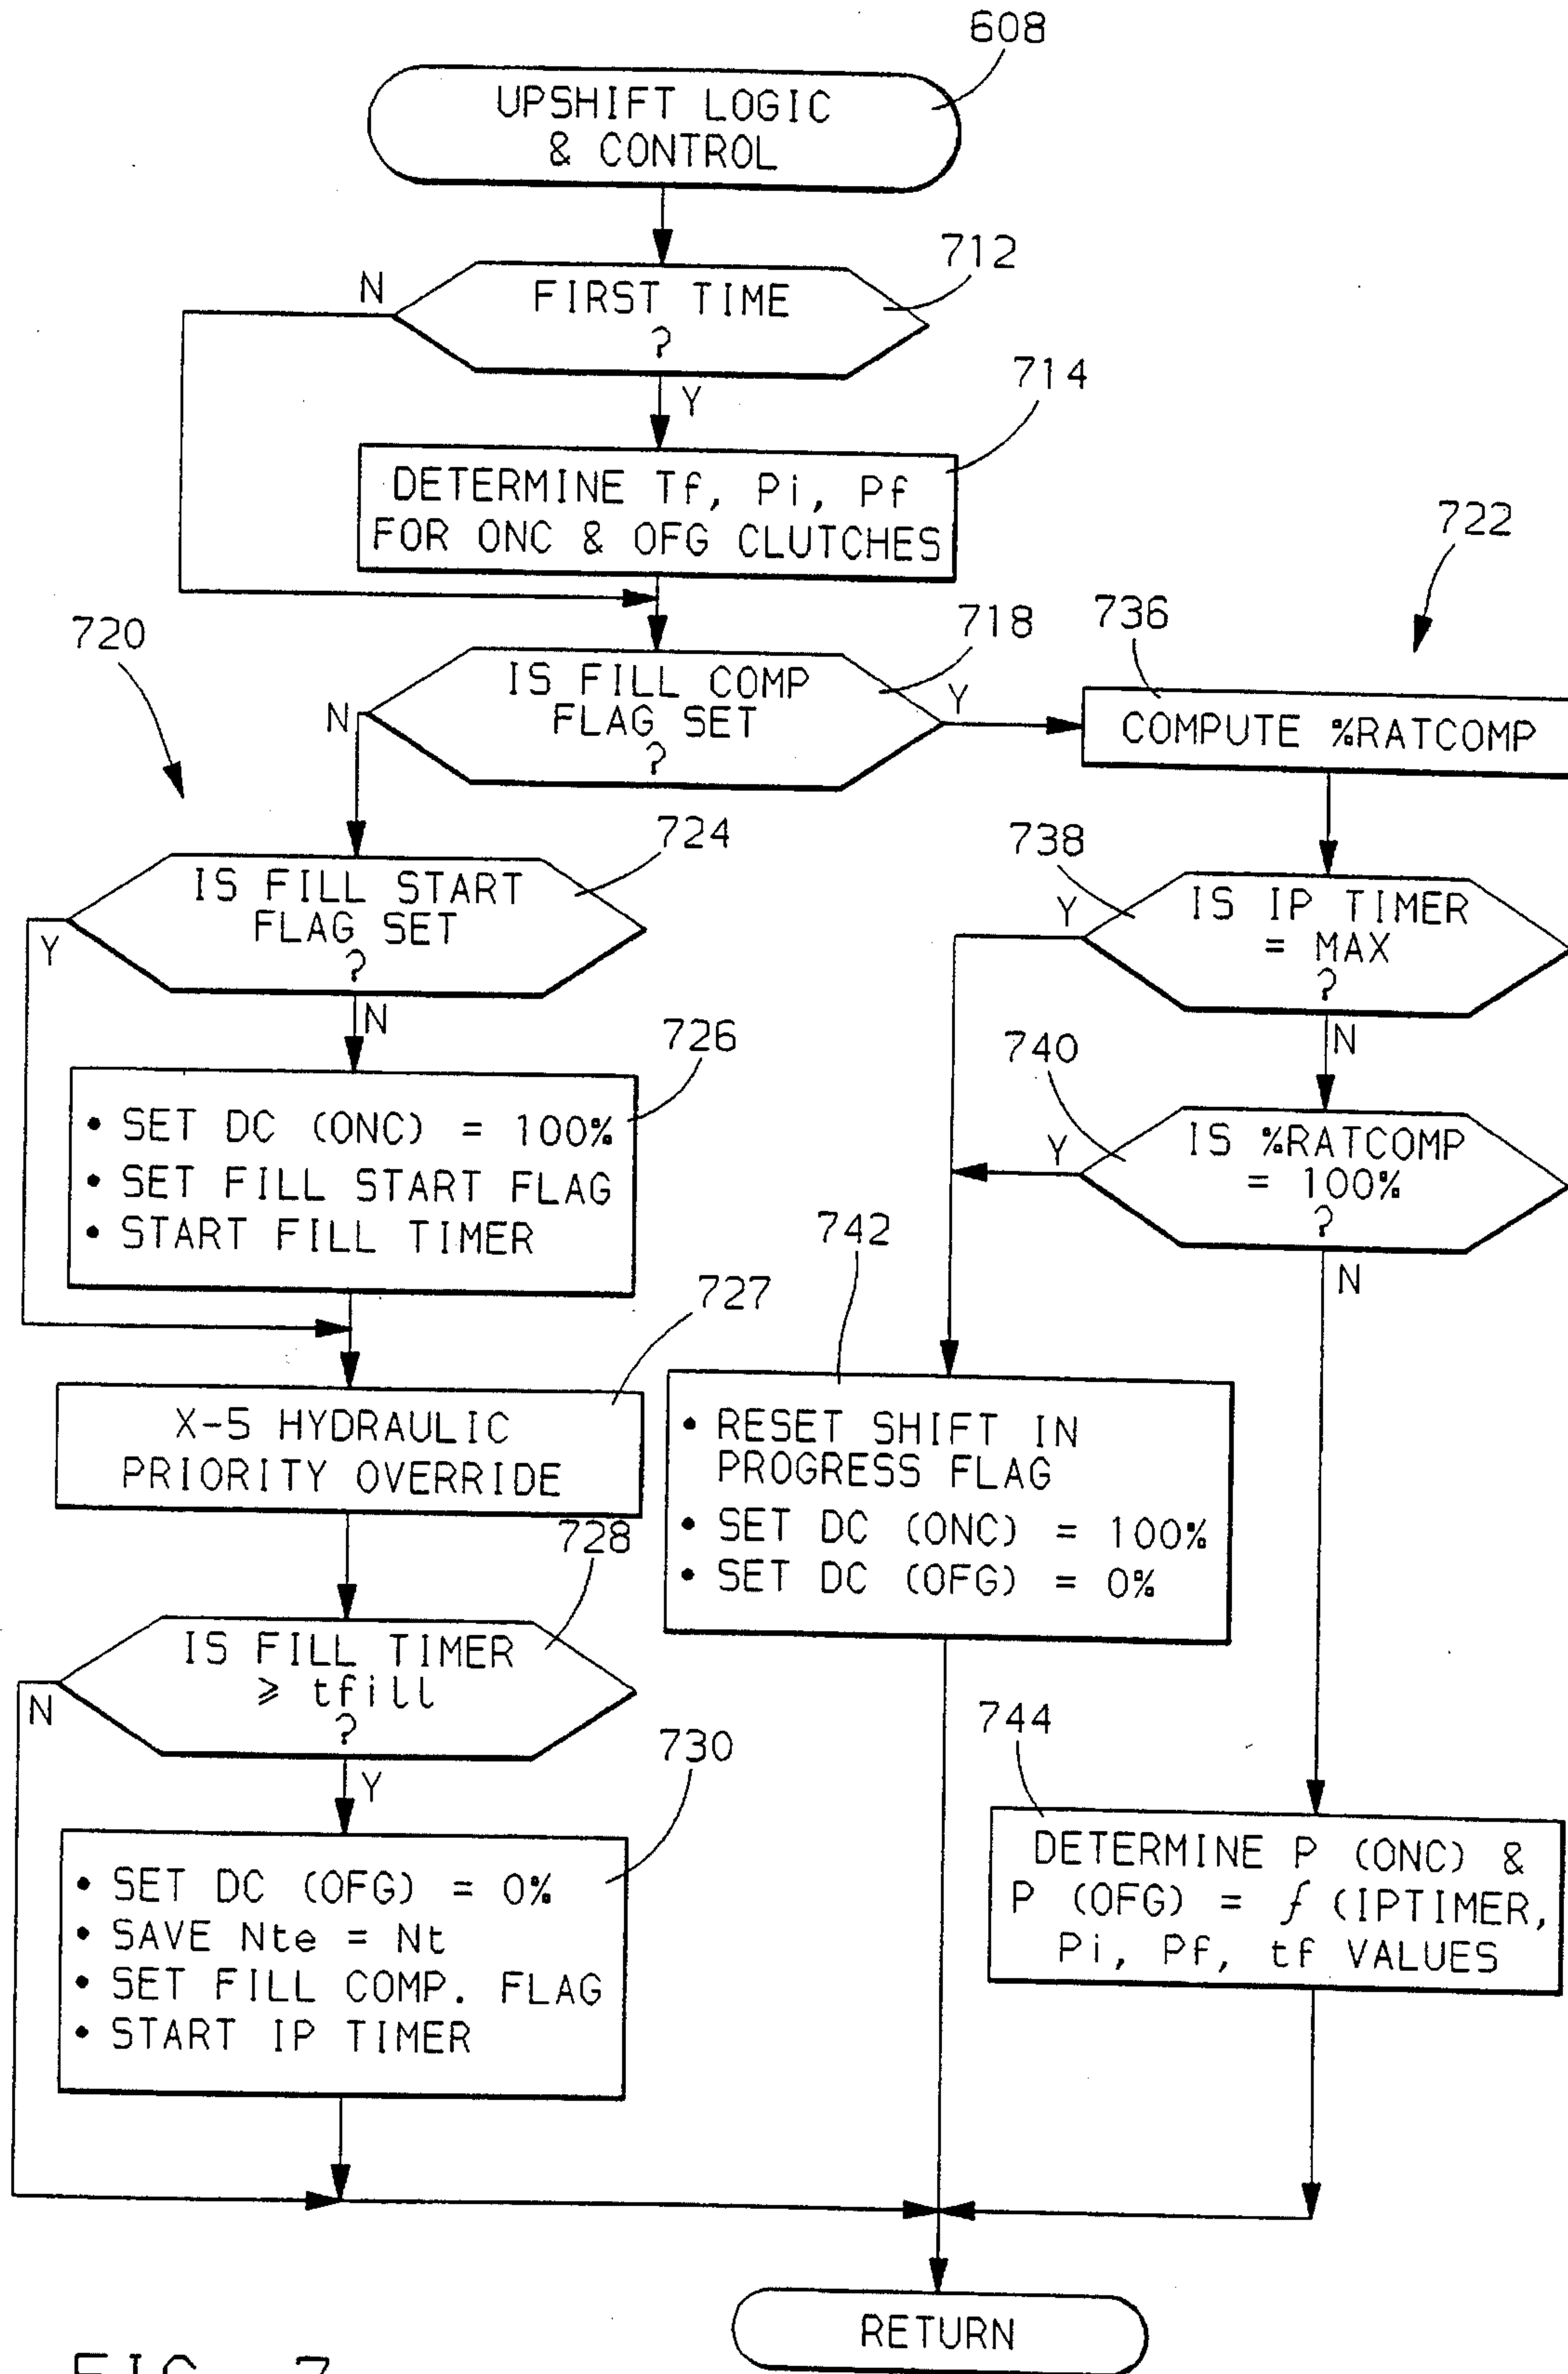 608
UPSHIFT LOGIC
& CONTROL
712
N
FIRST TIME
?
Y
714
DETERMINE Tf, Pi, Pf
FOR ONC & OFG CLUTCHES
722
720
718
IS FILL COMP
FLAG SET
?
N
Y
736
COMPUTE %RATCOMP
724
IS FILL START
FLAG SET
?
Y
N
738
IS IP TIMER
= MAX
?
Y
N
726
• SET DC (ONC) = 100%
• SET FILL START FLAG
• START FILL TIMER
740
IS %RATCOMP
= 100%
?
Y
N
727
X-5 HYDRAULIC
PRIORITY OVERRIDE
742
• RESET SHIFT IN
PROGRESS FLAG
• SET DC (ONC) = 100%
• SET DC (OFG) = 0%
728
IS FILL TIMER
≥ tfill
?
N
Y
730
• SET DC (OFG) = 0%
• SAVE Nte = Nt
• SET FILL COMP. FLAG
• START IP TIMER
744
DETERMINE P (ONC) &
P (OFG) = f (IPTIMER,
Pi, Pf, tf VALUES
RETURN
FIG. 7